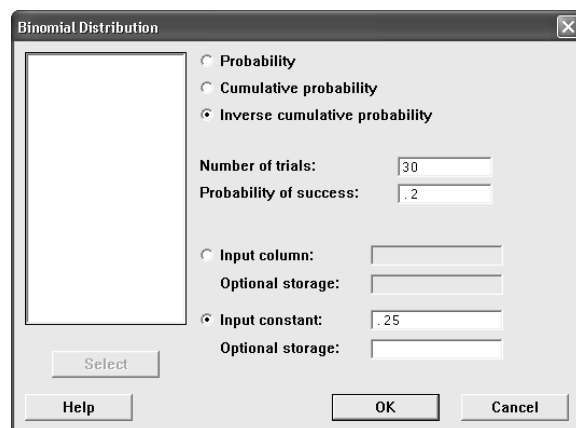 Binomial Distribution
Probability
Cumulative probability
Inverse cumulative probability
Number of trials: 30
Probability of success: .2
Input column:
Optional storage:
Input constant: .25
Optional storage:
Select
Help OK Cancel